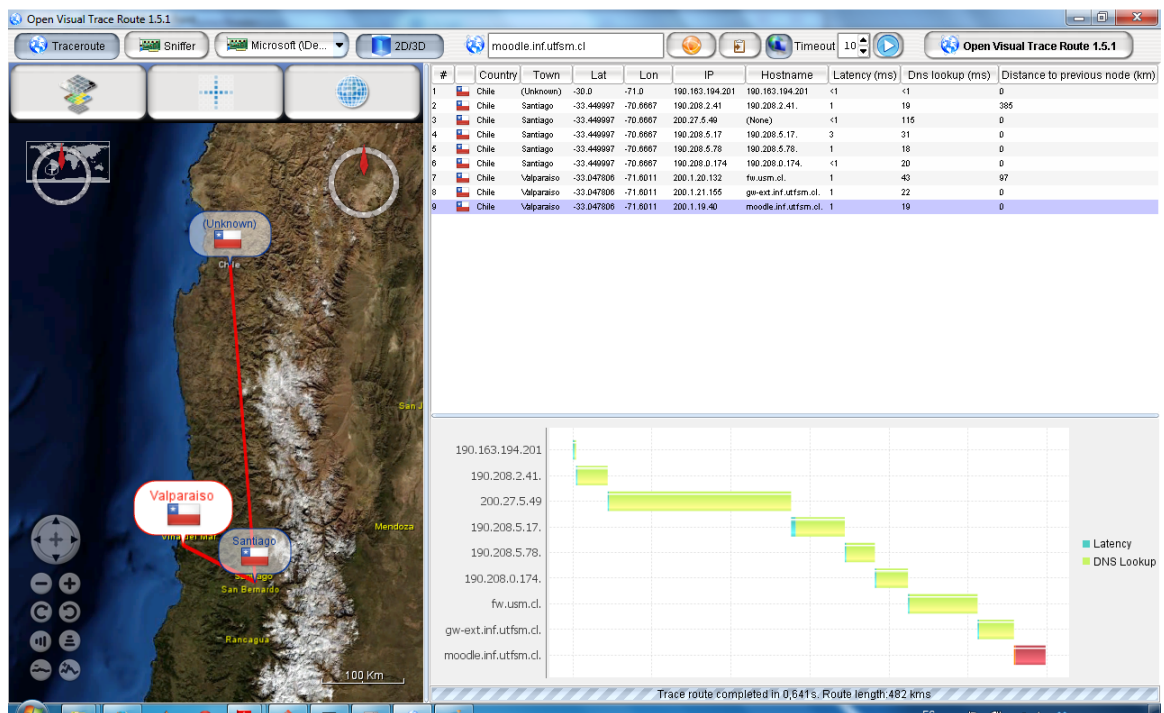 Open Visual Trace Route 1.5.1
Traceroute Sniffer Microsoft (\De... 2D/3D moodle.inf.utfsm.cl Timeout 10 Open Visual Trace Route 1.5.1
# Country Town Lat Lon IP Hostname Latency (ms) Dns lookup (ms) Distance to previous node (km)
1 Chile (Unknown) -30.0 -71.0 190.163.194.201 190.163.194.201 <1 <1 0
2 Chile Santiago -33.449997 -70.6667 190.208.2.41 190.208.2.41. 1 19 385
3 Chile Santiago -33.449997 -70.6667 200.27.5.49 (None) <1 115 0
4 Chile Santiago -33.449997 -70.6667 190.208.5.17 190.208.5.17. 3 31 0
5 Chile Santiago -33.449997 -70.6667 190.208.5.78 190.208.5.78. 1 18 0
6 Chile Santiago -33.449997 -70.6667 190.208.0.174 190.208.0.174. <1 20 0
7 Chile Valparaiso -33.047806 -71.6011 200.1.20.132 fw.usm.cl. 1 43 97
8 Chile Valparaiso -33.047806 -71.6011 200.1.21.155 gw-ext.inf.utfsm.cl. 1 22 0
9 Chile Valparaiso -33.047806 -71.6011 200.1.19.40 moodle.inf.utfsm.cl. 1 19 0
(Unknown)
Chile
San J
Valparaiso
Vina del Mar
Santiago
Mendoza
Santiago
San Bernardo
Rancagua
100 Km
190.163.194.201
190.208.2.41.
200.27.5.49
190.208.5.17.
190.208.5.78.
190.208.0.174.
fw.usm.cl.
gw-ext.inf.utfsm.cl.
moodle.inf.utfsm.cl.
Latency
DNS Lookup
Trace route completed in 0,641s. Route length:482 kms